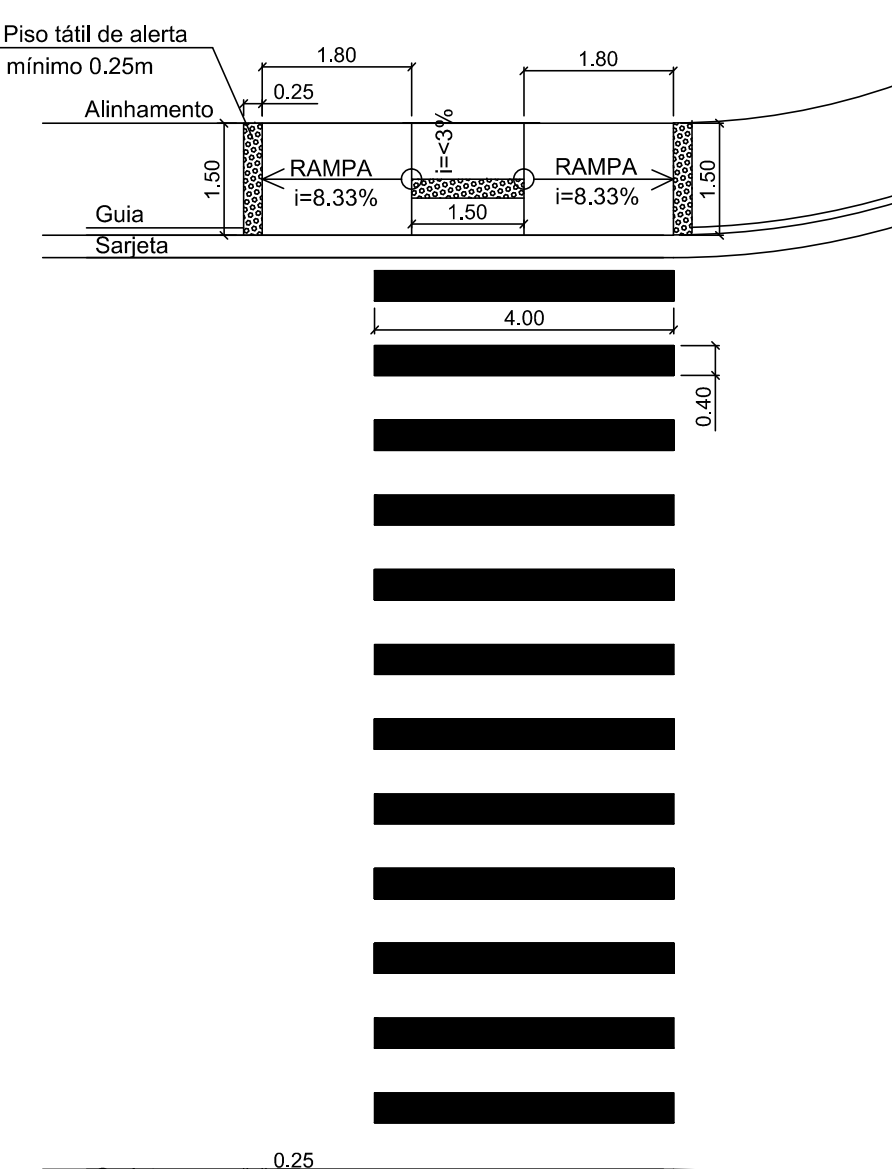 Piso tátil de alerta
mínimo 0.25m
1.80
1.80
0.25
Alinhamento
i=<3%
1.50
RAMPA
i=8.33%
RAMPA
i=8.33%
1.50
Guia
1.50
Sarjeta
4.00
0.40
0.25